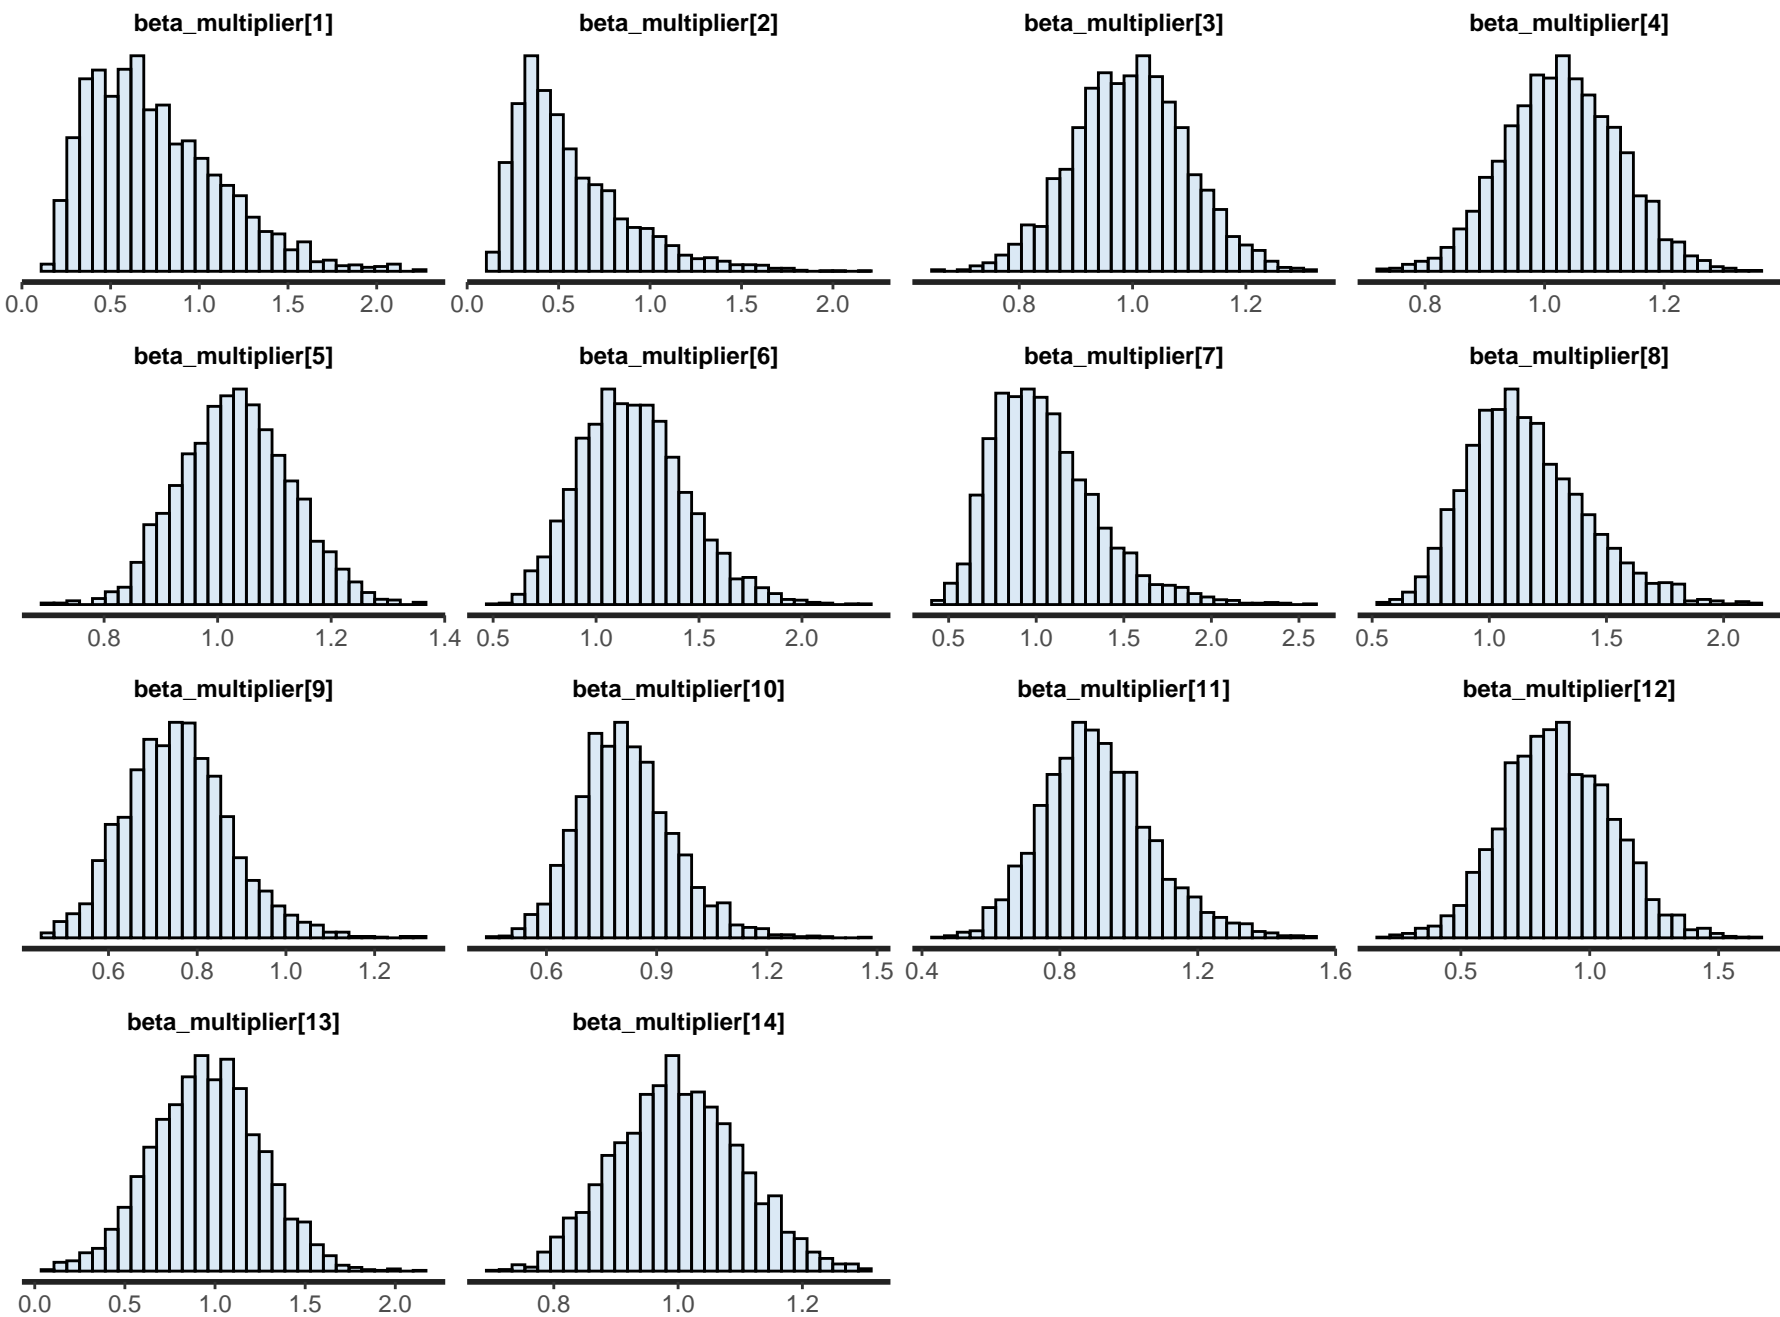 beta_multiplier[1] beta_multiplier[2] beta_multiplier[3] beta_multiplier[4]
0.0 0.5 1.0 1.5 2.0 0.0 0.5 1.0 1.5 2.0 0.8 1.0 1.2 0.8 1.0 1.2
beta_multiplier[5] beta_multiplier[6] beta_multiplier[7] beta_multiplier[8]
0.8 1.0 1.2 1.4 0.5 1.0 1.5 2.0 0.5 1.0 1.5 2.0 2.5 0.5 1.0 1.5 2.0
beta_multiplier[9] beta_multiplier[10] beta_multiplier[11] beta_multiplier[12]
0.6 0.8 1.0 1.2 0.6 0.9 1.2 1.5 0.4 0.8 1.2 1.6 0.5 1.0 1.5
beta_multiplier[13] beta_multiplier[14]
0.0 0.5 1.0 1.5 2.0 0.8 1.0 1.2